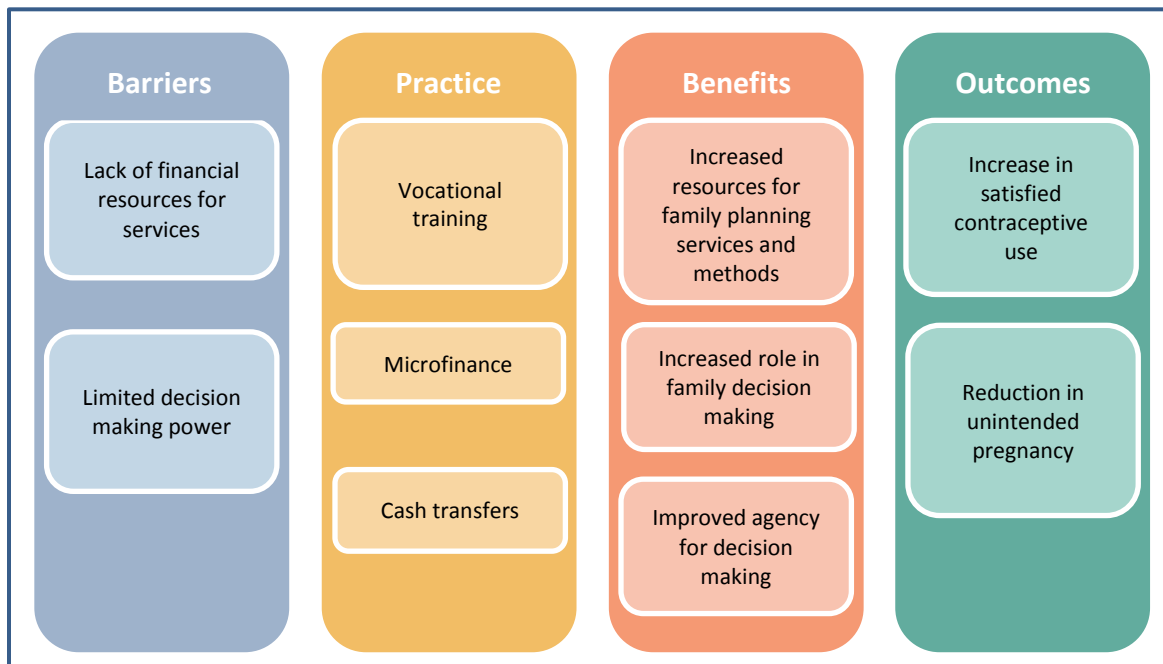 Barriers
Lack of financial
resources for
services
Limited decision
making power
Practice
Vocational
training
Microfinance
Cash transfers
Benefits
Increased
resources for
family planning
services and
methods
Increased role in
family decision
making
Improved agency
for decision
making
Outcomes
Increase in
satisfied
contraceptive
use
Reduction in
unintended
pregnancy